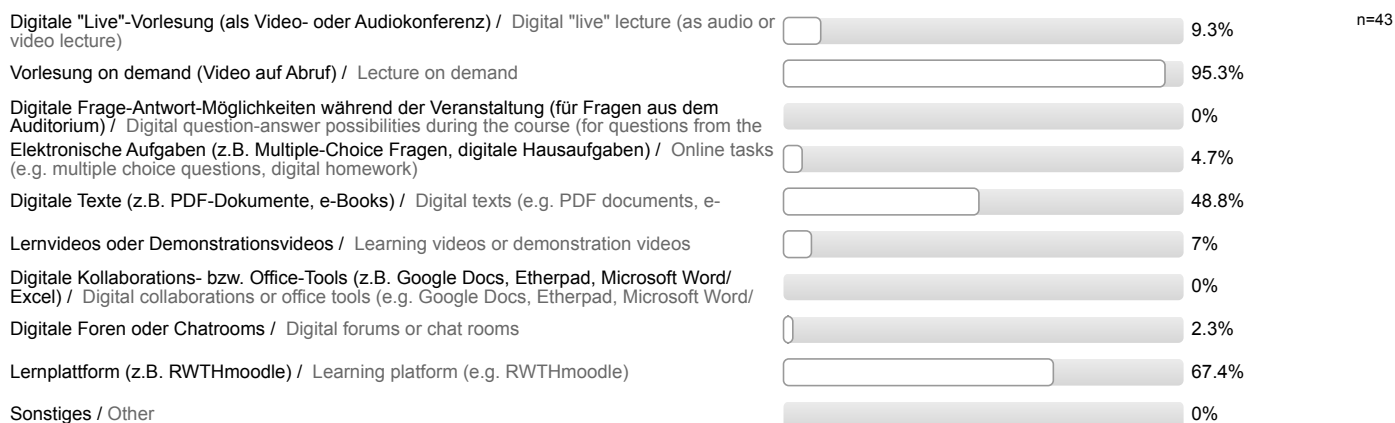 Digitale "Live"-Vorlesung (als Video- oder Audiokonferenz) / Digital "live" lecture (as audio or
video lecture)
9.3%
n=43
Vorlesung on demand (Video auf Abruf) / Lecture on demand
95.3%
Digitale Frage-Antwort-Möglichkeiten während der Veranstaltung (für Fragen aus dem
Auditorium) / Digital question-answer possibilities during the course (for questions from the
0%
Elektronische Aufgaben (z.B. Multiple-Choice Fragen, digitale Hausaufgaben) / Online tasks
(e.g. multiple choice questions, digital homework)
4.7%
Digitale Texte (z.B. PDF-Dokumente, e-Books) / Digital texts (e.g. PDF documents, e-
48.8%
Lernvideos oder Demonstrationsvideos / Learning videos or demonstration videos
7%
Digitale Kollaborations- bzw. Office-Tools (z.B. Google Docs, Etherpad, Microsoft Word/
Excel) / Digital collaborations or office tools (e.g. Google Docs, Etherpad, Microsoft Word/
0%
Digitale Foren oder Chatrooms / Digital forums or chat rooms
2.3%
Lernplattform (z.B. RWTHmoodle) / Learning platform (e.g. RWTHmoodle)
67.4%
Sonstiges / Other
0%